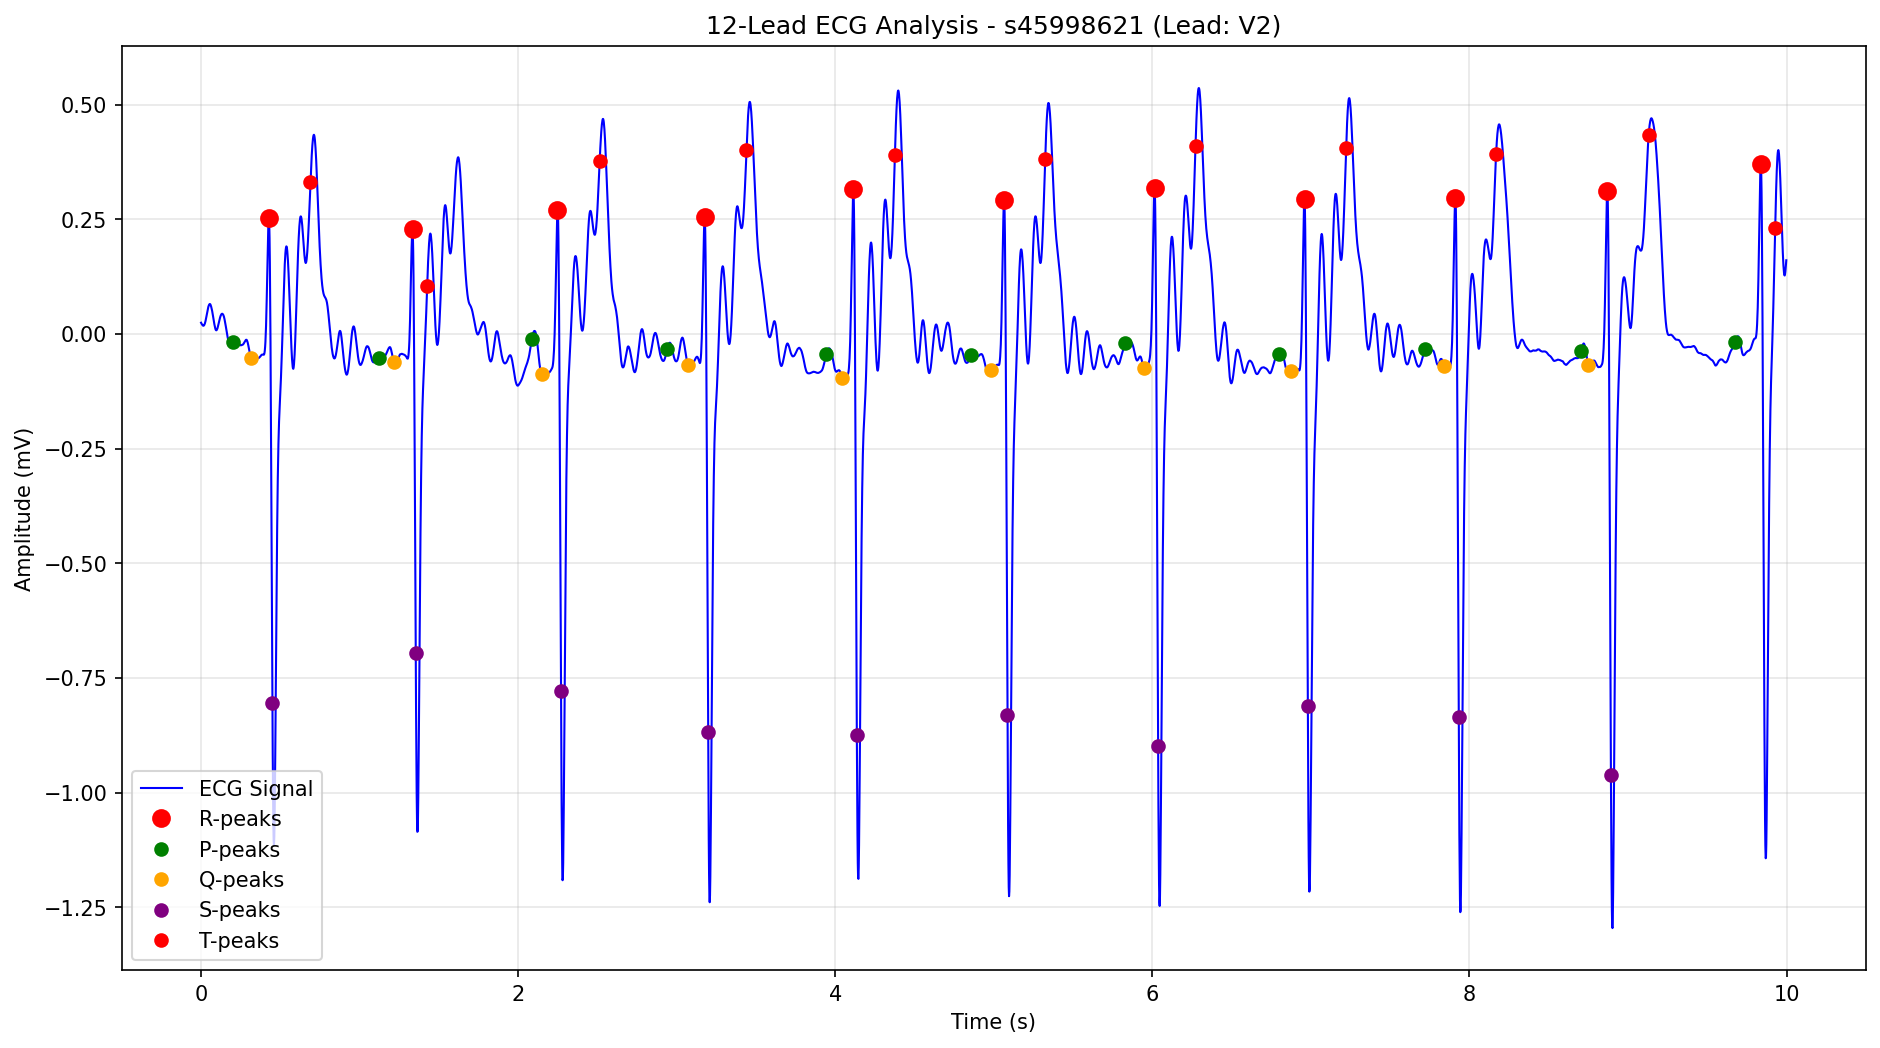 12-Lead ECG Analysis - s45998621 (Lead: V2)
0.50
0.25
0.00
−0.25
−0.50
−0.75
−1.00
−1.25
Amplitude (mV)
ECG Signal
R-peaks
P-peaks
Q-peaks
S-peaks
T-peaks
0 2 4 6 8 10
Time (s)